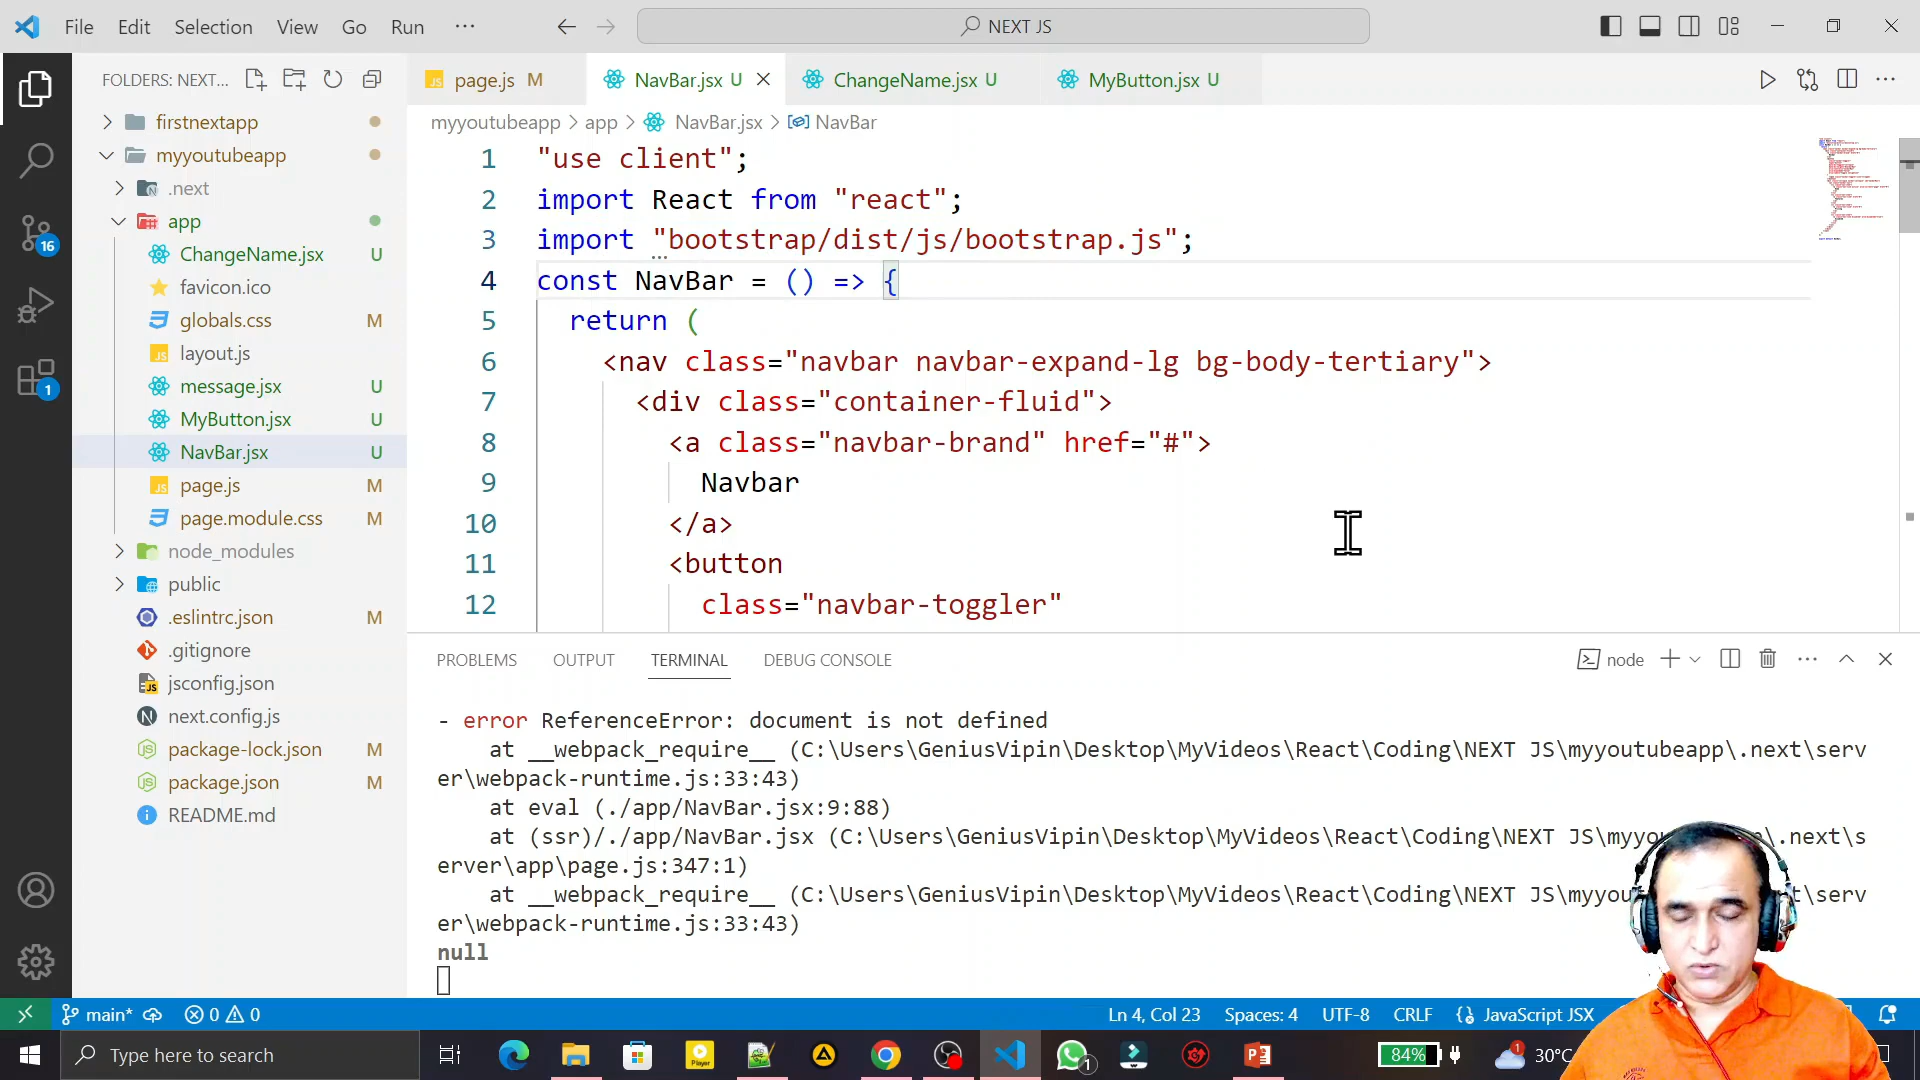 File Edit Selection View Go Run ···
NEXT JS
FOLDERS: NEXT...
page.js M
NavBar.jsx U
ChangeName.jsx U
MyButton.jsx U
myyoutubeapp > app > NavBar.jsx > NavBar
firstnextapp
myyoutubeapp
.next
app
ChangeName.jsx U
favicon.ico
globals.css M
layout.js
message.jsx U
MyButton.jsx U
NavBar.jsx U
page.js M
page.module.css M
node_modules
public
.eslintrc.json M
.gitignore
jsconfig.json
next.config.js
package-lock.json M
package.json M
README.md
16
1
1 "use client";
2 import React from "react";
3 import "bootstrap/dist/js/bootstrap.js";
4 const NavBar = () => {
5 return (
6 <nav class="navbar navbar-expand-lg bg-body-tertiary">
7 <div class="container-fluid">
8 <a class="navbar-brand" href="#">
9 Navbar
10 </a>
11 <button
12 class="navbar-toggler"
PROBLEMS OUTPUT TERMINAL DEBUG CONSOLE
node
- error ReferenceError: document is not defined
at __webpack_require__ (C:\Users\GeniusVipin\Desktop\MyVideos\React\Coding\NEXT JS\myyoutubeapp\.next\serv
er\webpack-runtime.js:33:43)
at eval (./app/NavBar.jsx:9:88)
at (ssr)/./app/NavBar.jsx (C:\Users\GeniusVipin\Desktop\MyVideos\React\Coding\NEXT JS\myyou \.next\s
erver\app\page.js:347:1)
at __webpack_require__ (C:\Users\GeniusVipin\Desktop\MyVideos\React\Coding\NEXT JS\myyou t\serv
er\webpack-runtime.js:33:43)
null
main* 0 0
Ln 4, Col 23 Spaces: 4 UTF-8 CRLF JavaScript JSX
Type here to search
Player
1
84%
1
30°C